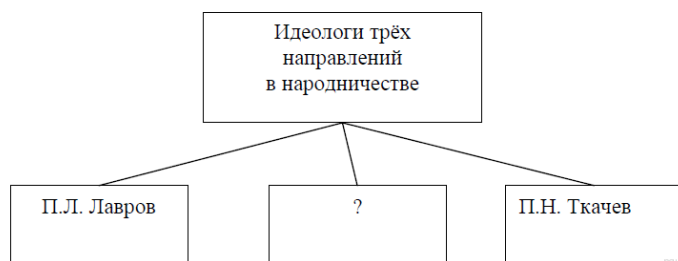 Идеологи трёх
направлений
в народничестве
П.Л. Лавров
?
П.Н. Ткачев